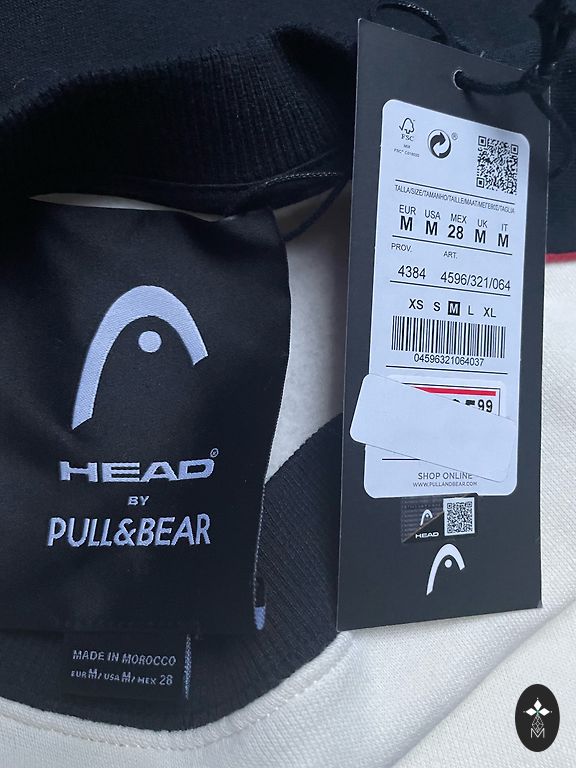 HEAD®
BY
PULL&BEAR
MADE IN MOROCCO
EUR M/ USA M/ MEX 28
FSC
MIX
®
TALLA/SIZE/TAMANHO/TAILLE/MAAT/ΜΕΓΕΘΟΣ/TAGLIA
EUR USA MEX UK IT
M M 28 M M
PROV. ART.
4384 4596/321/064
XS S M L XL
04596321064037
99
SHOP ONLINE
WWW.PULLANDBEAR.COM
HEAD
M